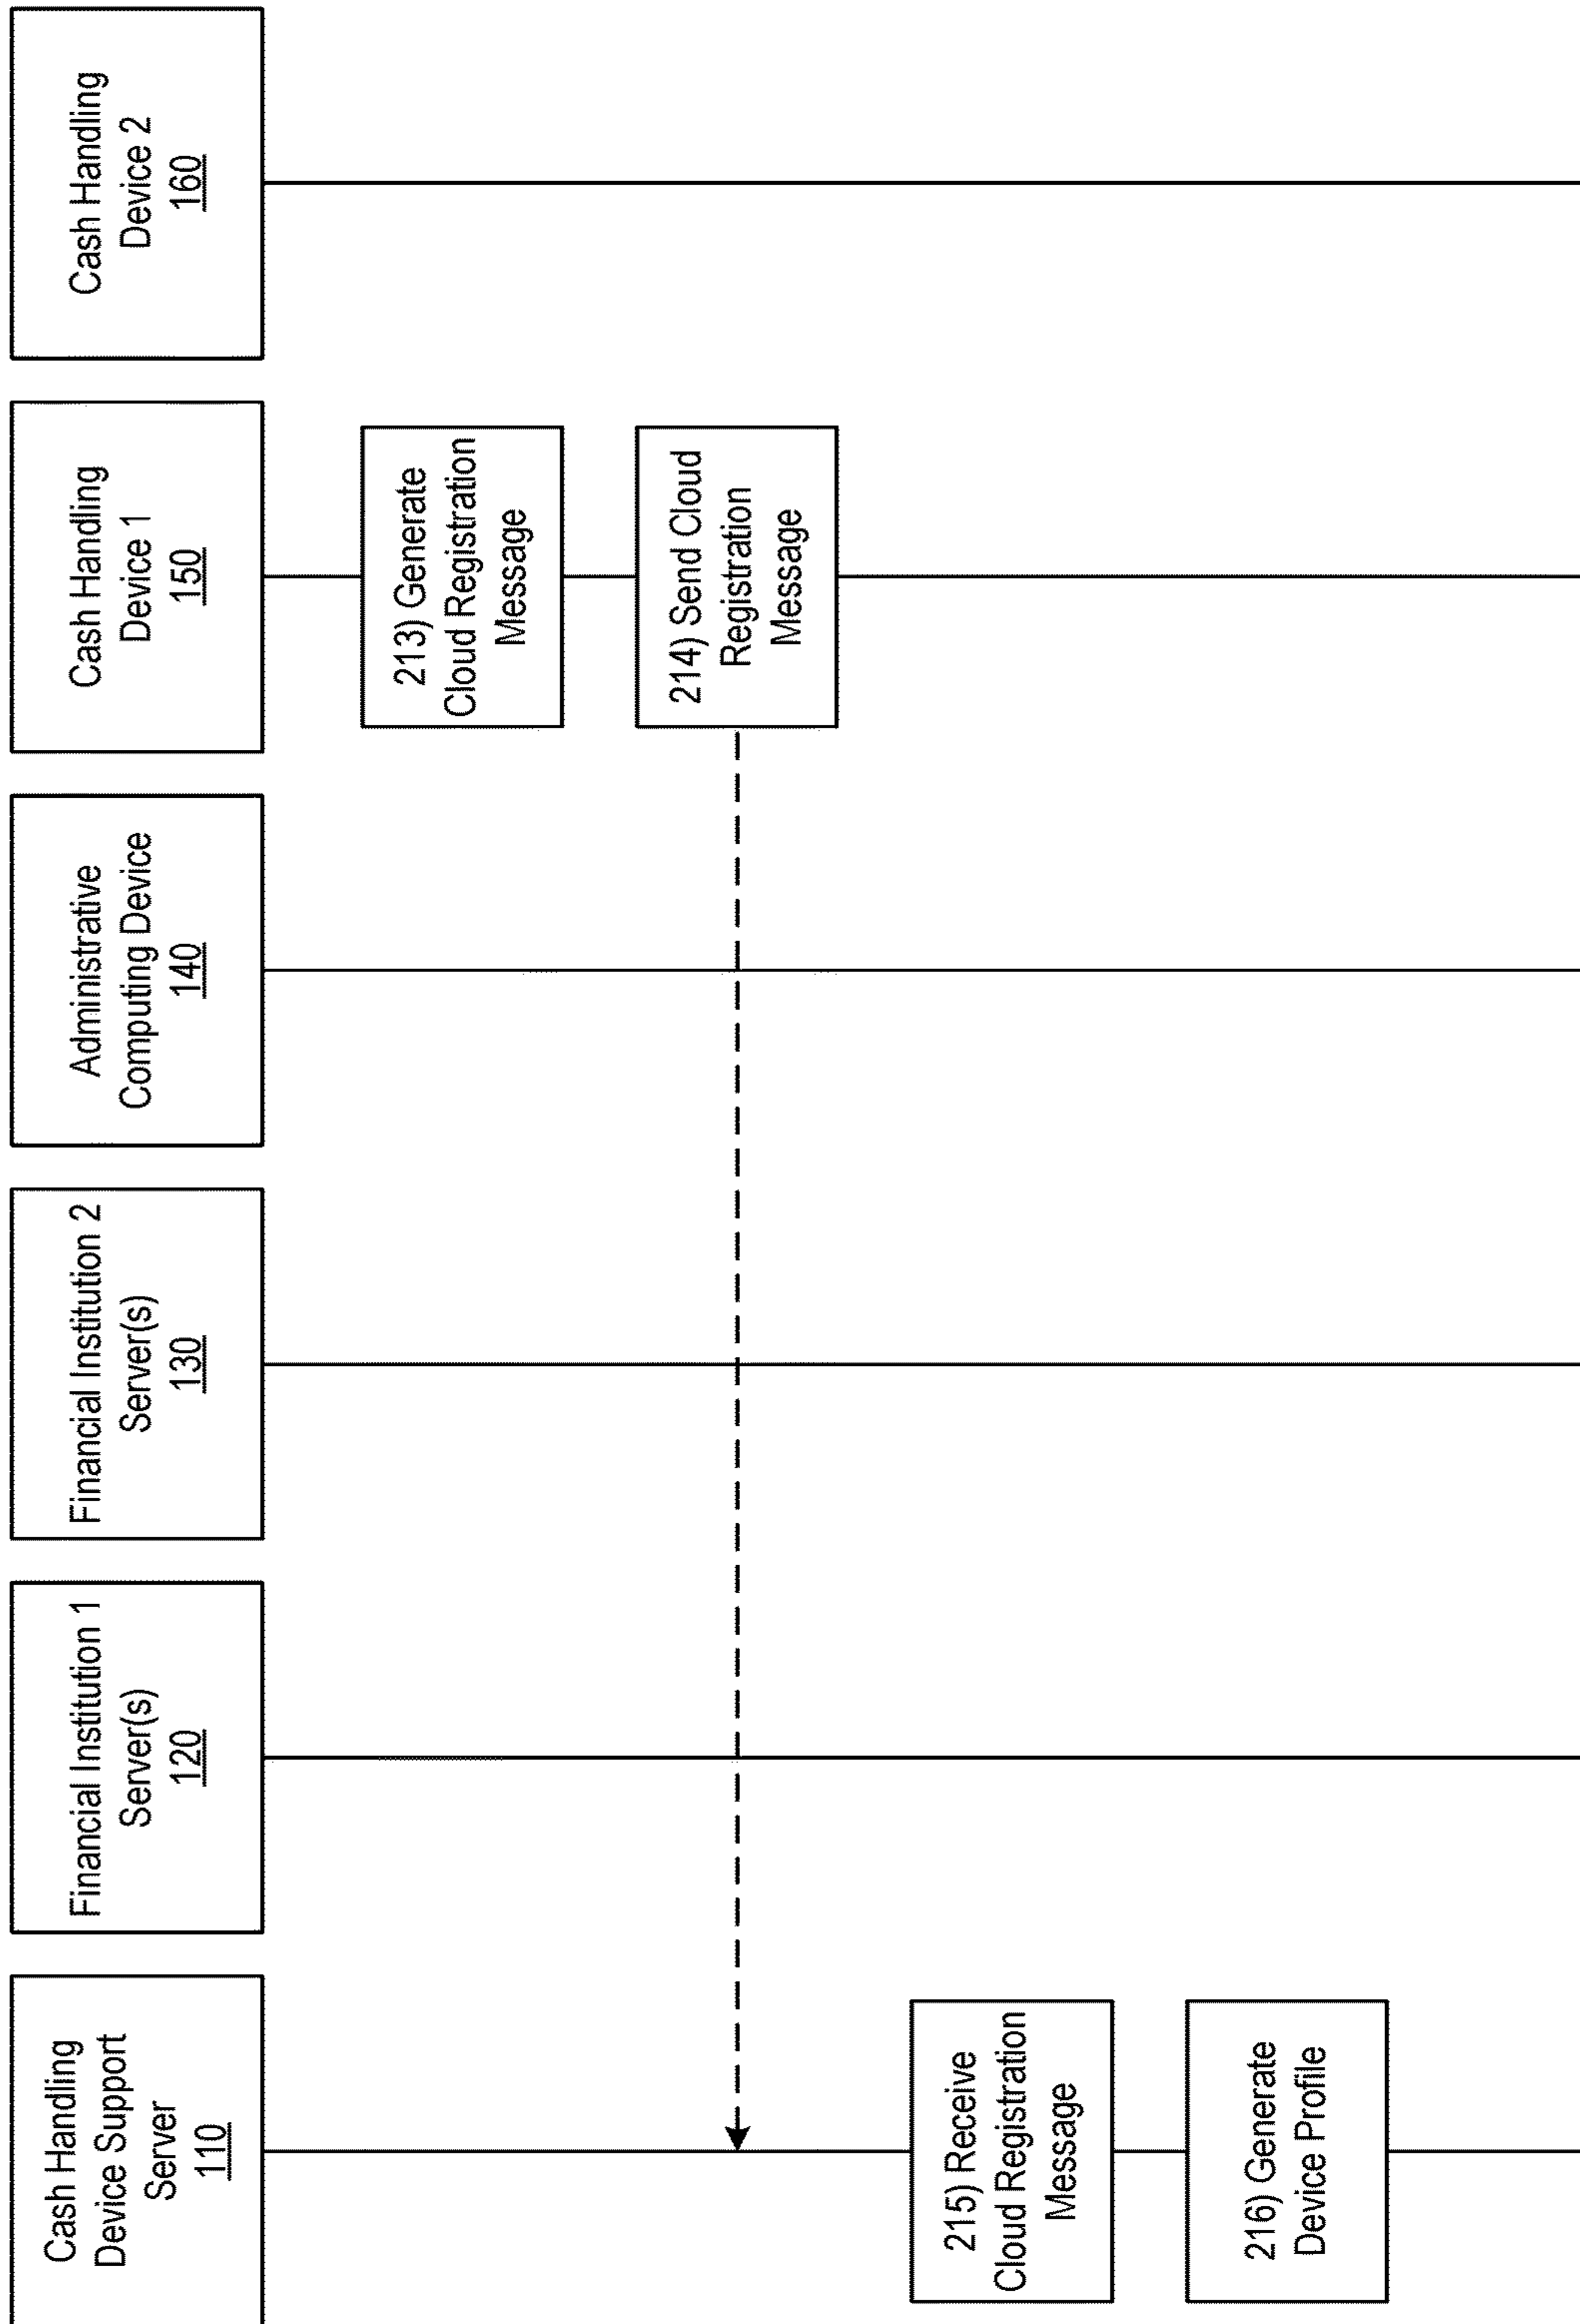 Cash Handling
Device Support
Server
110
Financial Institution 1
Server(s)
120
Financial Institution 2
Server(s)
130
Administrative
Computing Device
140
Cash Handling
Device 1
150
Cash Handling
Device 2
160
213) Generate
Cloud Registration
Message
214) Send Cloud
Registration
Message
215) Receive
Cloud Registration
Message
216) Generate
Device Profile